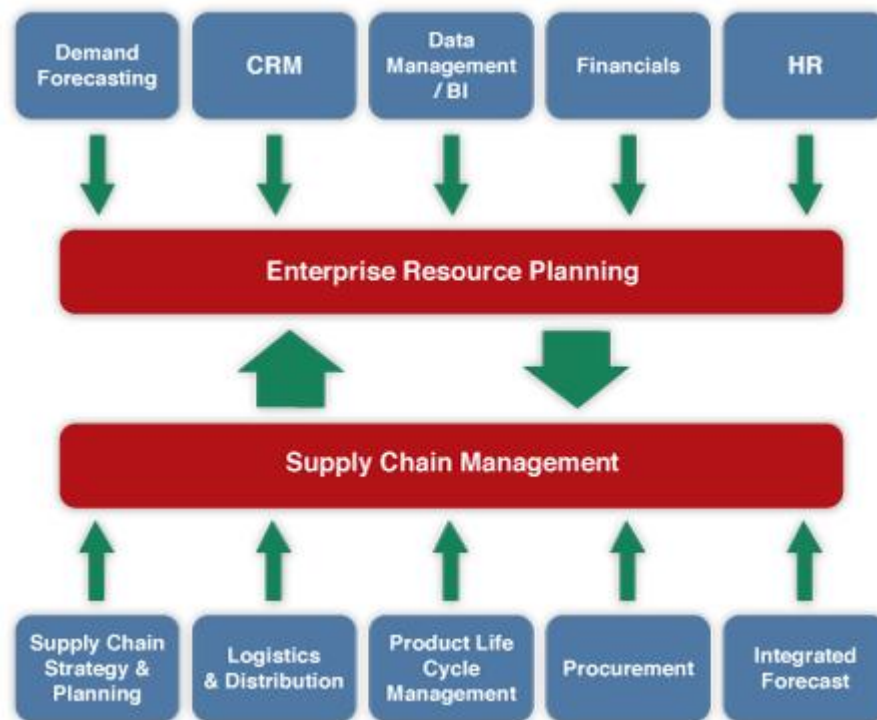 Demand
Forecasting
CRM
Data
Management
/ BI
Financials
HR
Enterprise Resource Planning
Supply Chain Management
Supply Chain
Strategy &
Planning
Logistics
& Distribution
Product Life
Cycle
Management
Procurement
Integrated
Forecast